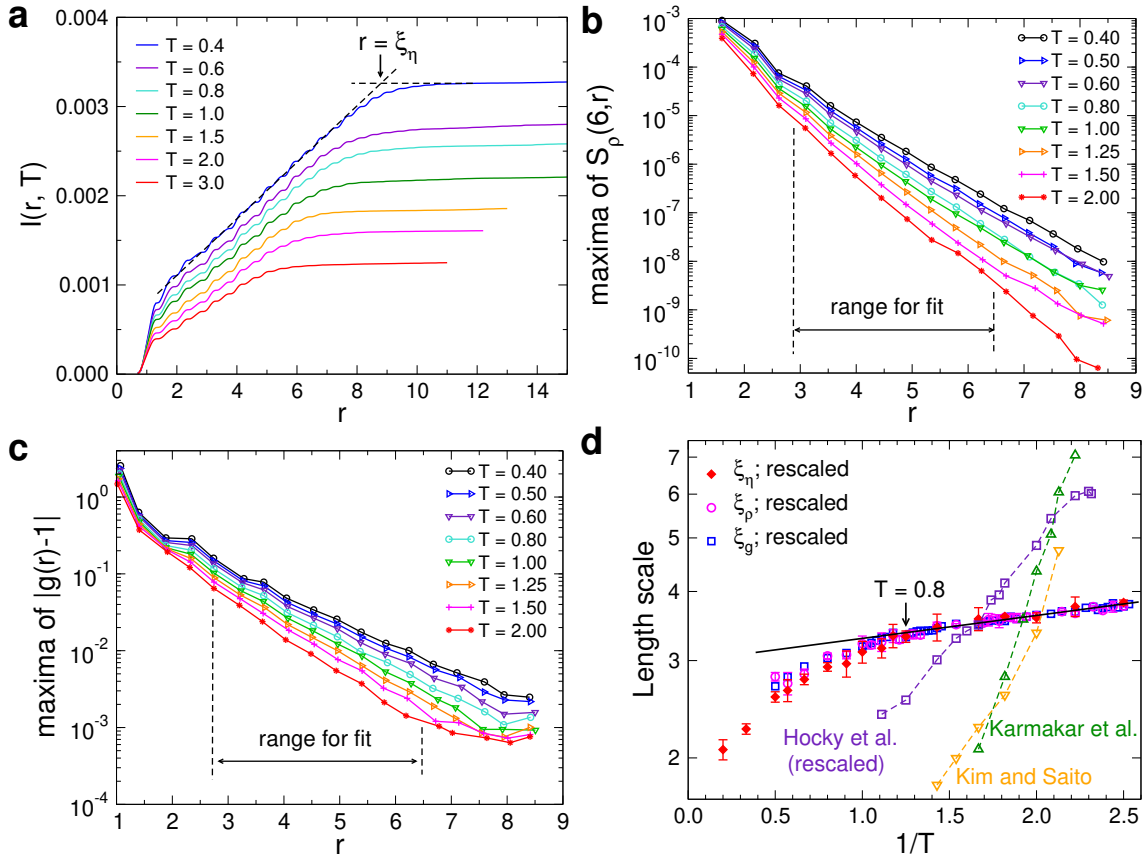 a
r = ξη
T = 0.4
T = 0.6
T = 0.8
T = 1.0
T = 1.5
T = 2.0
T = 3.0
0.004
0.003
0.002
0.001
0.000
I(r, T)
0 2 4 6 8 10 12 14
r
b
T = 0.40
T = 0.50
T = 0.60
T = 0.80
T = 1.00
T = 1.25
T = 1.50
T = 2.00
10-3
10-4
10-5
10-6
10-7
10-8
10-9
10-10
maxima of Sρ(6,r)
range for fit
1 2 3 4 5 6 7 8 9
r
c
T = 0.40
T = 0.50
T = 0.60
T = 0.80
T = 1.00
T = 1.25
T = 1.50
T = 2.00
100
10-1
10-2
10-3
10-4
maxima of |g(r)-1|
range for fit
1 2 3 4 5 6 7 8 9
r
d
ξη; rescaled
ξρ; rescaled
ξg; rescaled
T = 0.8
Hocky et al.
(rescaled)
Karmakar et al.
Kim and Saito
7
6
5
4
3
2
Length scale
0.0 0.5 1.0 1.5 2.0 2.5
1/T